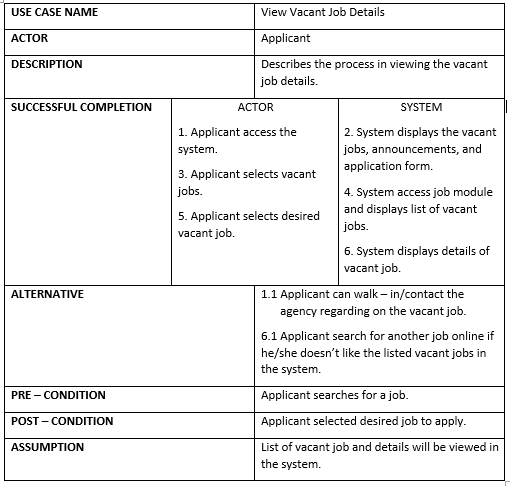 USE CASE NAME
View Vacant Job Details
ACTOR
Applicant
DESCRIPTION
Describes the process in viewing the vacant
job details.
SUCCESSFUL COMPLETION
ACTOR
1. Applicant access the
system.
3. Applicant selects vacant
jobs.
5. Applicant selects desired
vacant job.
SYSTEM
2. System displays the vacant
jobs, announcements, and
application form.
4. System access job module
and displays list of vacant
jobs.
6. System displays details of
vacant job.
ALTERNATIVE
1.1 Applicant can walk – in/contact the
agency regarding on the vacant job.
6.1 Applicant search for another job online if
he/she doesn't like the listed vacant jobs in
the system.
PRE – CONDITION
Applicant searches for a job.
POST – CONDITION
Applicant selected desired job to apply.
ASSUMPTION
List of vacant job and details will be viewed in
the system.